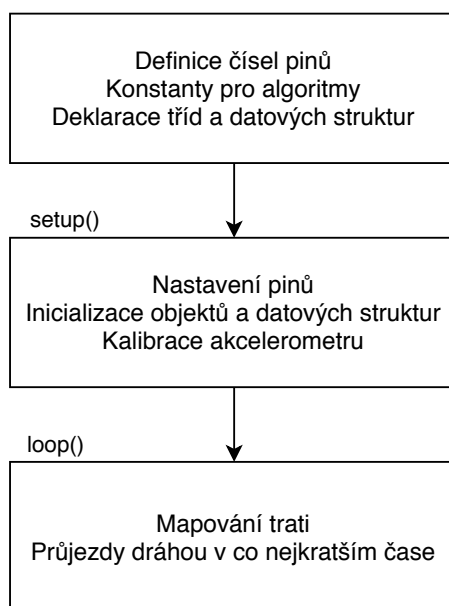 Definice čísel pinů
Konstanty pro algoritmy
Deklarace tříd a datových struktur
setup()
Nastavení pinů
Inicializace objektů a datových struktur
Kalibrace akcelerometru
loop()
Mapování trati
Průjezdy dráhou v co nejkratším čase